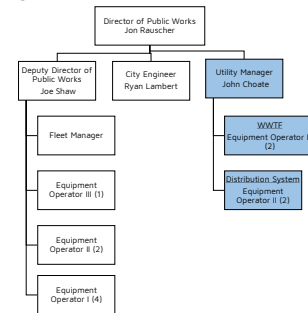 Director of Public Works
Jon Rauscher
Deputy Director of
Public Works
Joe Shaw
City Engineer
Ryan Lambert
Utility Manager
John Choate
Fleet Manager
Equipment
Operator III (1)
Equipment
Operator II (2)
Equipment
Operator I (4)
WWTF
Equipment Operator
(2)
Distribution System
Equipment
Operator II (2)